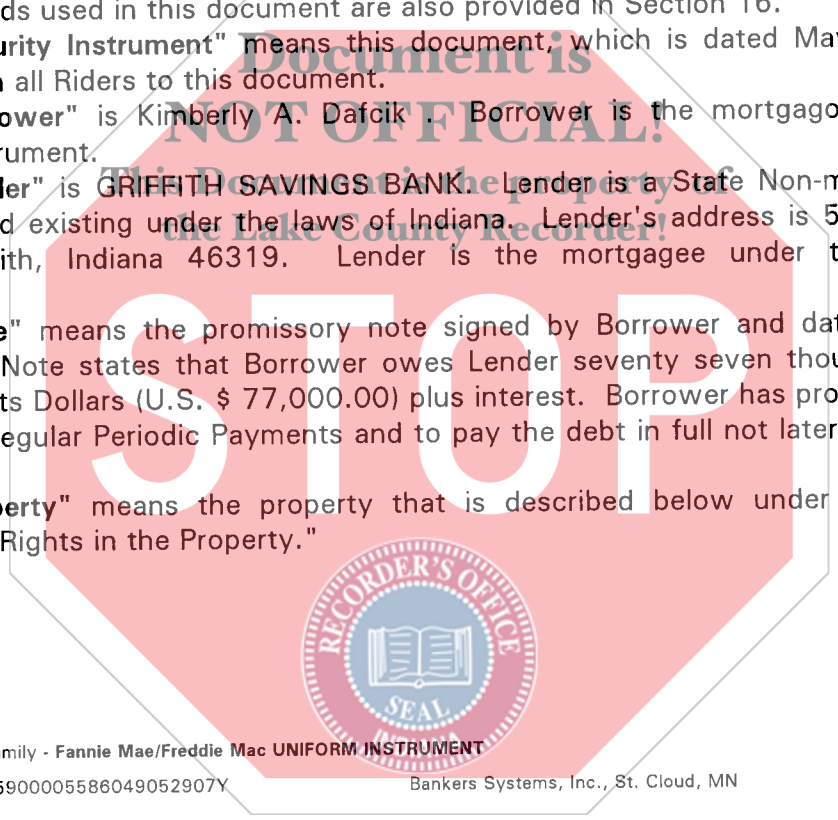 ds used in this document are also provided in Section 16.
urity Instrument" means this document, which is dated May
all Riders to this document.
ower" is Kimberly A. Dafcik . Borrower is the mortgago
rument.
ler" is GRIFFITH SAVINGS BANK. Lender is a State Non-m
d existing under the laws of Indiana. Lender's address is 5
ith, Indiana 46319. Lender is the mortgagee under t
e" means the promissory note signed by Borrower and dat
Note states that Borrower owes Lender seventy seven thou
ts Dollars (U.S. $ 77,000.00) plus interest. Borrower has pro
egular Periodic Payments and to pay the debt in full not later
perty" means the property that is described below under
Rights in the Property."
Document is
NOT OFFICIAL!
This Document is the property of
the Lake County Recorder!
STOP
RECORDER'S OFFICE
SEAL
INDIANA
mily - Fannie Mae/Freddie Mac UNIFORM INSTRUMENT
5900005586049052907Y Bankers Systems, Inc., St. Cloud, MN